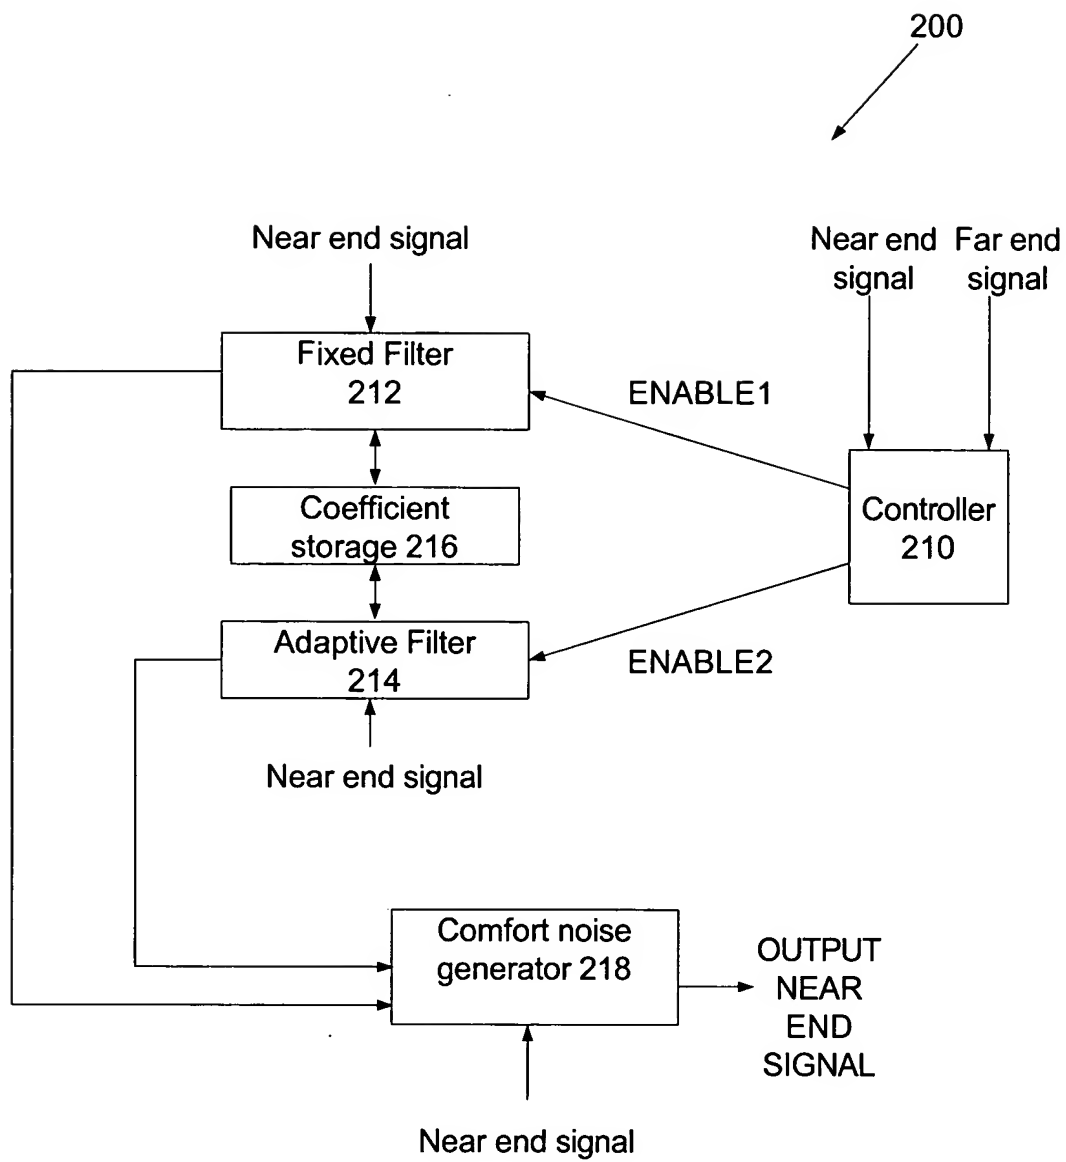 200
Near end signal
Near end
signal
Far end
signal
Fixed Filter
212
ENABLE1
Coefficient
storage 216
Controller
210
Adaptive Filter
214
ENABLE2
Near end signal
Comfort noise
generator 218
OUTPUT
NEAR
END
SIGNAL
Near end signal